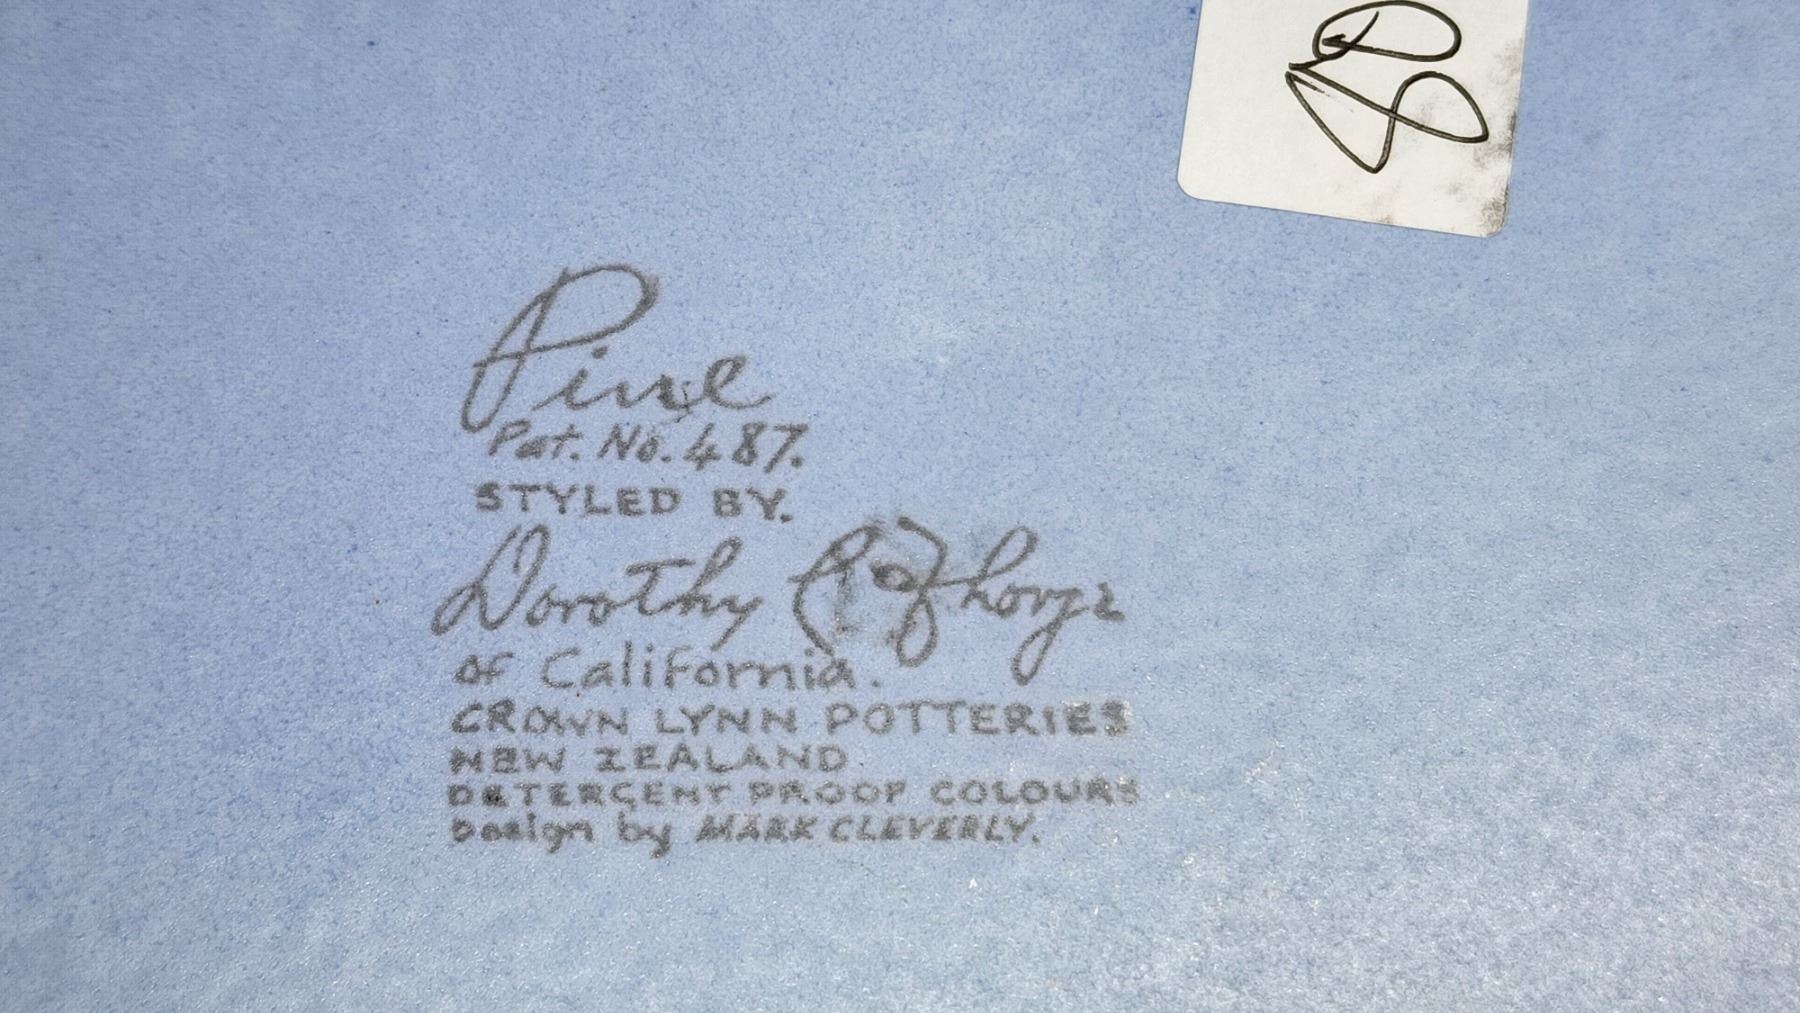 Pine
Pat. No. 487.
STYLED BY.
Dorothy Thorpe
of California.
CROWN LYNN POTTERIES
NEW ZEALAND
DETERGENT PROOF COLOURS
Design by MARK CLEVERLY.